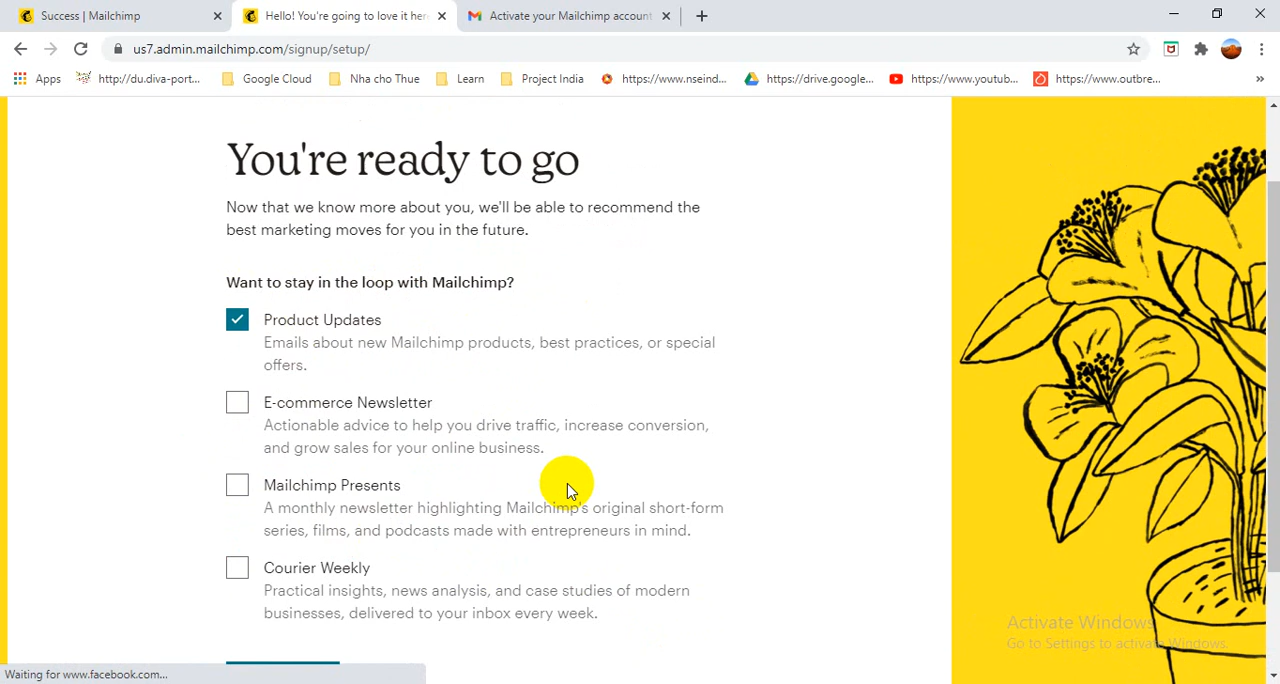 Success | Mailchimp
Hello! You're going to love it here
Activate your Mailchimp account
us7.admin.mailchimp.com/signup/setup/
Apps
http://du.diva-port...
Google Cloud
Nha cho Thue
Learn
Project India
https://www.nseind...
https://drive.google...
https://www.youtub...
https://www.outbre...
»
You're ready to go
Now that we know more about you, we'll be able to recommend the
best marketing moves for you in the future.
Want to stay in the loop with Mailchimp?
Product Updates
Emails about new Mailchimp products, best practices, or special
offers.
E-commerce Newsletter
Actionable advice to help you drive traffic, increase conversion,
and grow sales for your online business.
Mailchimp Presents
A monthly newsletter highlighting Mailchimp's original short-form
series, films, and podcasts made with entrepreneurs in mind.
Courier Weekly
Practical insights, news analysis, and case studies of modern
businesses, delivered to your inbox every week.
Activate Windows
Go to Settings to activate Windows.
Waiting for www.facebook.com...